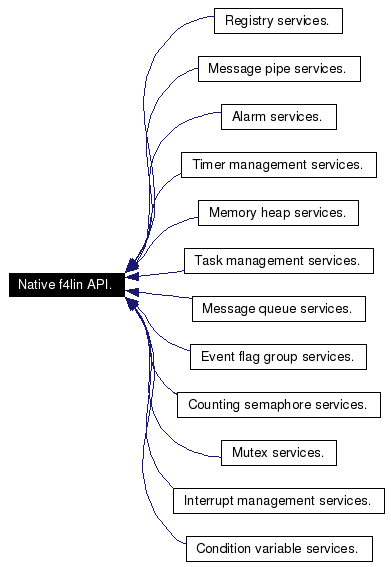 Registry services.
Message pipe services.
Alarm services.
Timer management services.
Memory heap services.
Task management services.
Native f4lin API.
Message queue services.
Event flag group services.
Counting semaphore services.
Mutex services.
Interrupt management services.
Condition variable services.